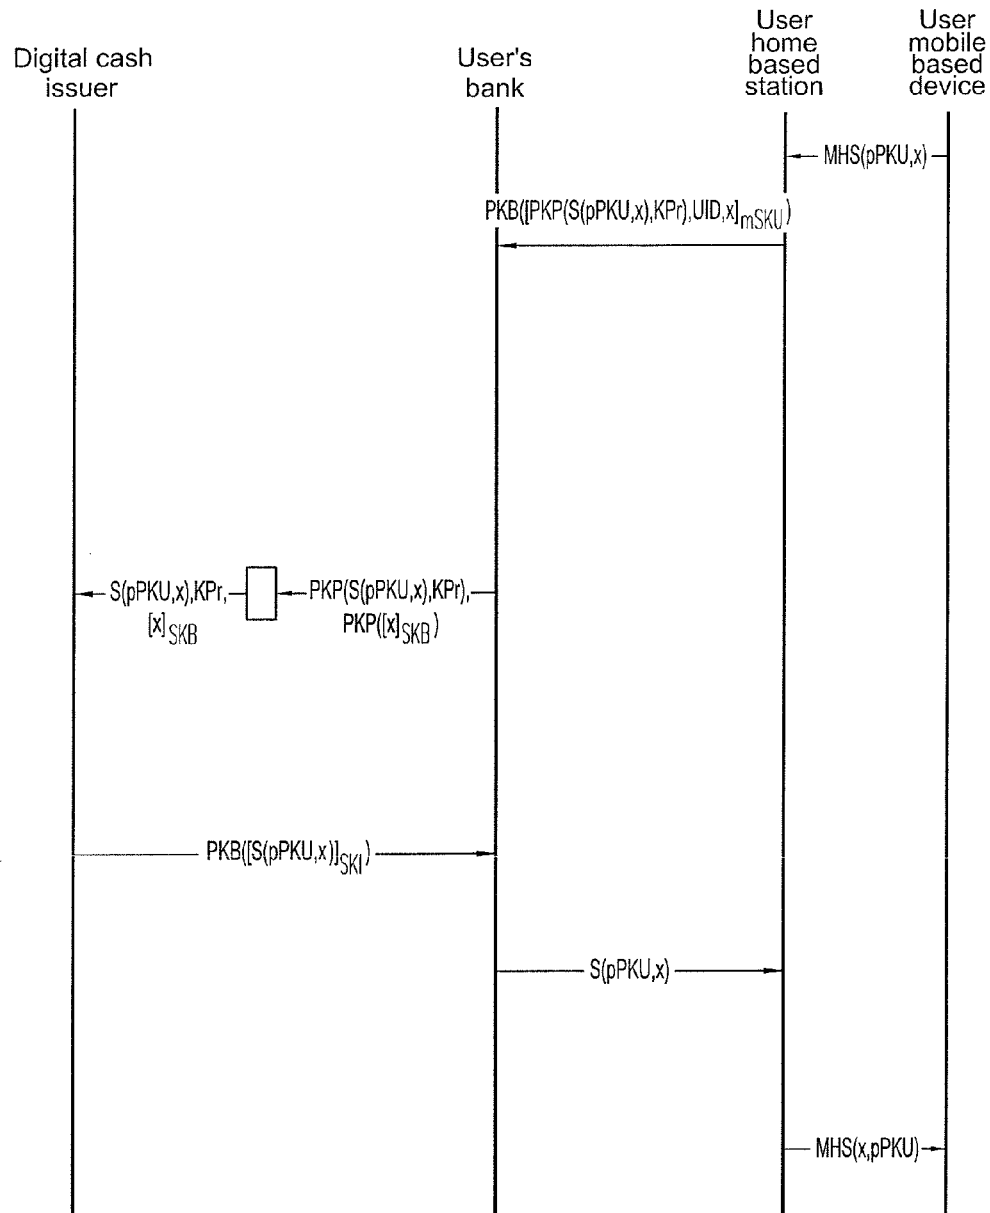 Digital cash
issuer
User's
bank
User
home
based
station
User
mobile
based
device
MHS(pPKU,x)
PKB([PKP(S(pPKU,x),KPr),UID,x]mSKU)
S(pPKU,x),KPr,
[x]SKB
PKP(S(pPKU,x),KPr),
PKP([x]SKB)
PKB([S(pPKU,x)]SKI)
S(pPKU,x)
MHS(x,pPKU)